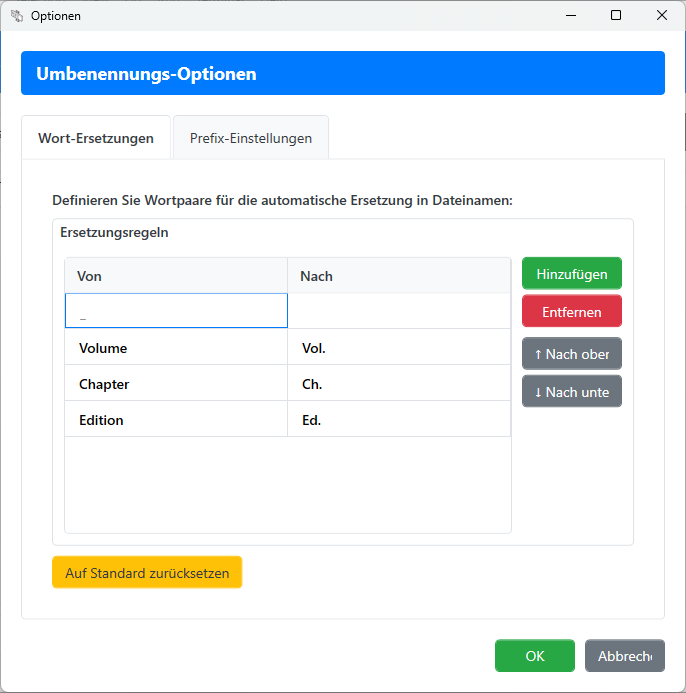 Optionen
Umbenennungs-Optionen
Wort-Ersetzungen Prefix-Einstellungen
Definieren Sie Wortpaare für die automatische Ersetzung in Dateinamen:
Ersetzungsregeln
Von Nach
Hinzufügen
_
Entfernen
Volume Vol.
↑ Nach ober
Chapter Ch.
↓ Nach unte
Edition Ed.
Auf Standard zurücksetzen
OK Abbreche